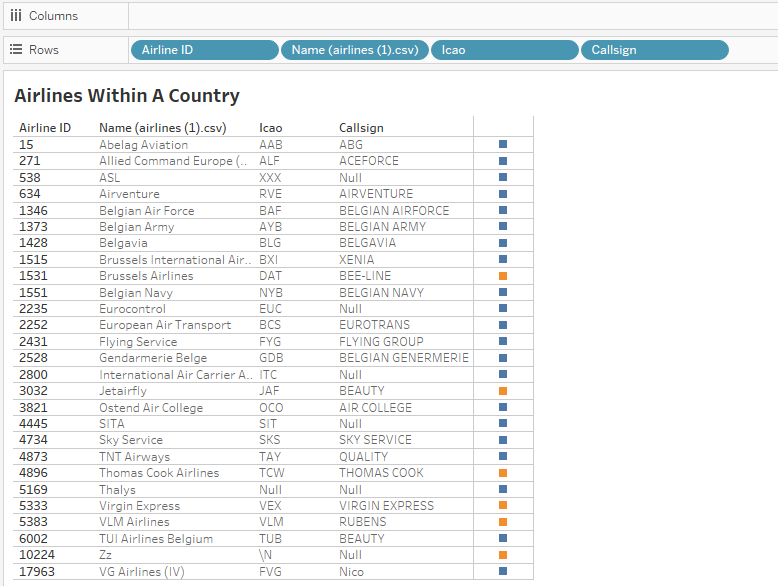 Columns
Rows Airline ID Name (airlines (1).csv) Icao Callsign
Airlines Within A Country
Airline ID Name (airlines (1).csv) Icao Callsign
15 Abelag Aviation AAB ABG
271 Allied Command Europe (.. ALF ACEFORCE
538 ASL XXX Null
634 Airventure RVE AIRVENTURE
1346 Belgian Air Force BAF BELGIAN AIRFORCE
1373 Belgian Army AYB BELGIAN ARMY
1428 Belgavia BLG BELGAVIA
1515 Brussels International Air.. BXI XENIA
1531 Brussels Airlines DAT BEE-LINE
1551 Belgian Navy NYB BELGIAN NAVY
2235 Eurocontrol EUC Null
2252 European Air Transport BCS EUROTRANS
2431 Flying Service FYG FLYING GROUP
2528 Gendarmerie Belge GDB BELGIAN GENERMERIE
2800 International Air Carrier A.. ITC Null
3032 Jetairfly JAF BEAUTY
3821 Ostend Air College OCO AIR COLLEGE
4445 SITA SIT Null
4734 Sky Service SKS SKY SERVICE
4873 TNT Airways TAY QUALITY
4896 Thomas Cook Airlines TCW THOMAS COOK
5169 Thalys Null Null
5333 Virgin Express VEX VIRGIN EXPRESS
5383 VLM Airlines VLM RUBENS
6002 TUI Airlines Belgium TUB BEAUTY
10224 Zz \N Null
17963 VG Airlines (IV) FVG Nico